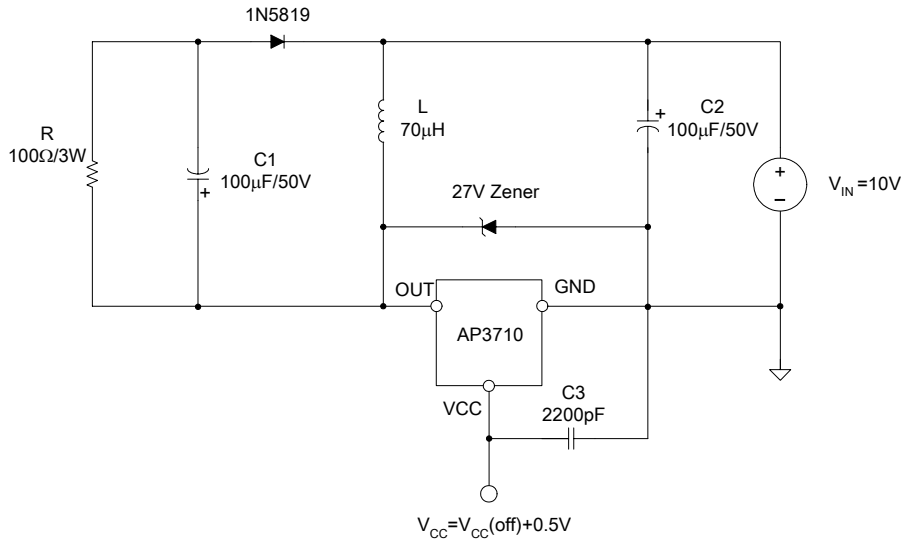 1N5819
R
100Ω/3W
C1
100μF/50V
+
L
70μH
C2
100μF/50V
+
27V Zener
+
−
V_IN=10V
OUT
GND
AP3710
VCC
C3
2200pF
V_CC=V_CC(off)+0.5V